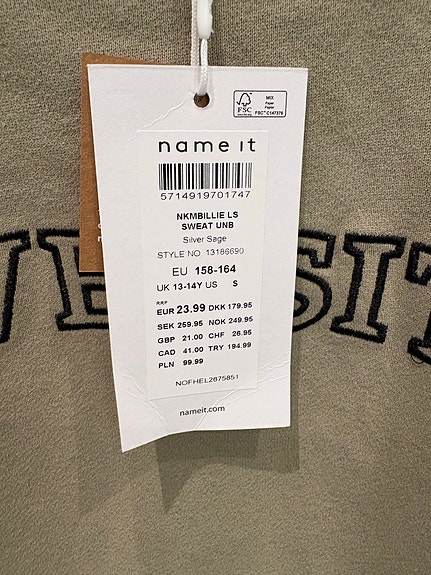 FSC
MIX
Paper
FSC® C147376
name it
5714919701747
NKMBILLIE LS
SWEAT UNB
Silver Sage
STYLE NO 13186690
EU 158-164
UK 13-14Y US S
RRP
EUR 23.99 DKK 179.95
SEK 259.95 NOK 249.95
GBP 21.00 CHF 26.95
CAD 41.00 TRY 194.99
PLN 99.99
NOFHEL2875851
nameit.com
VERSIT